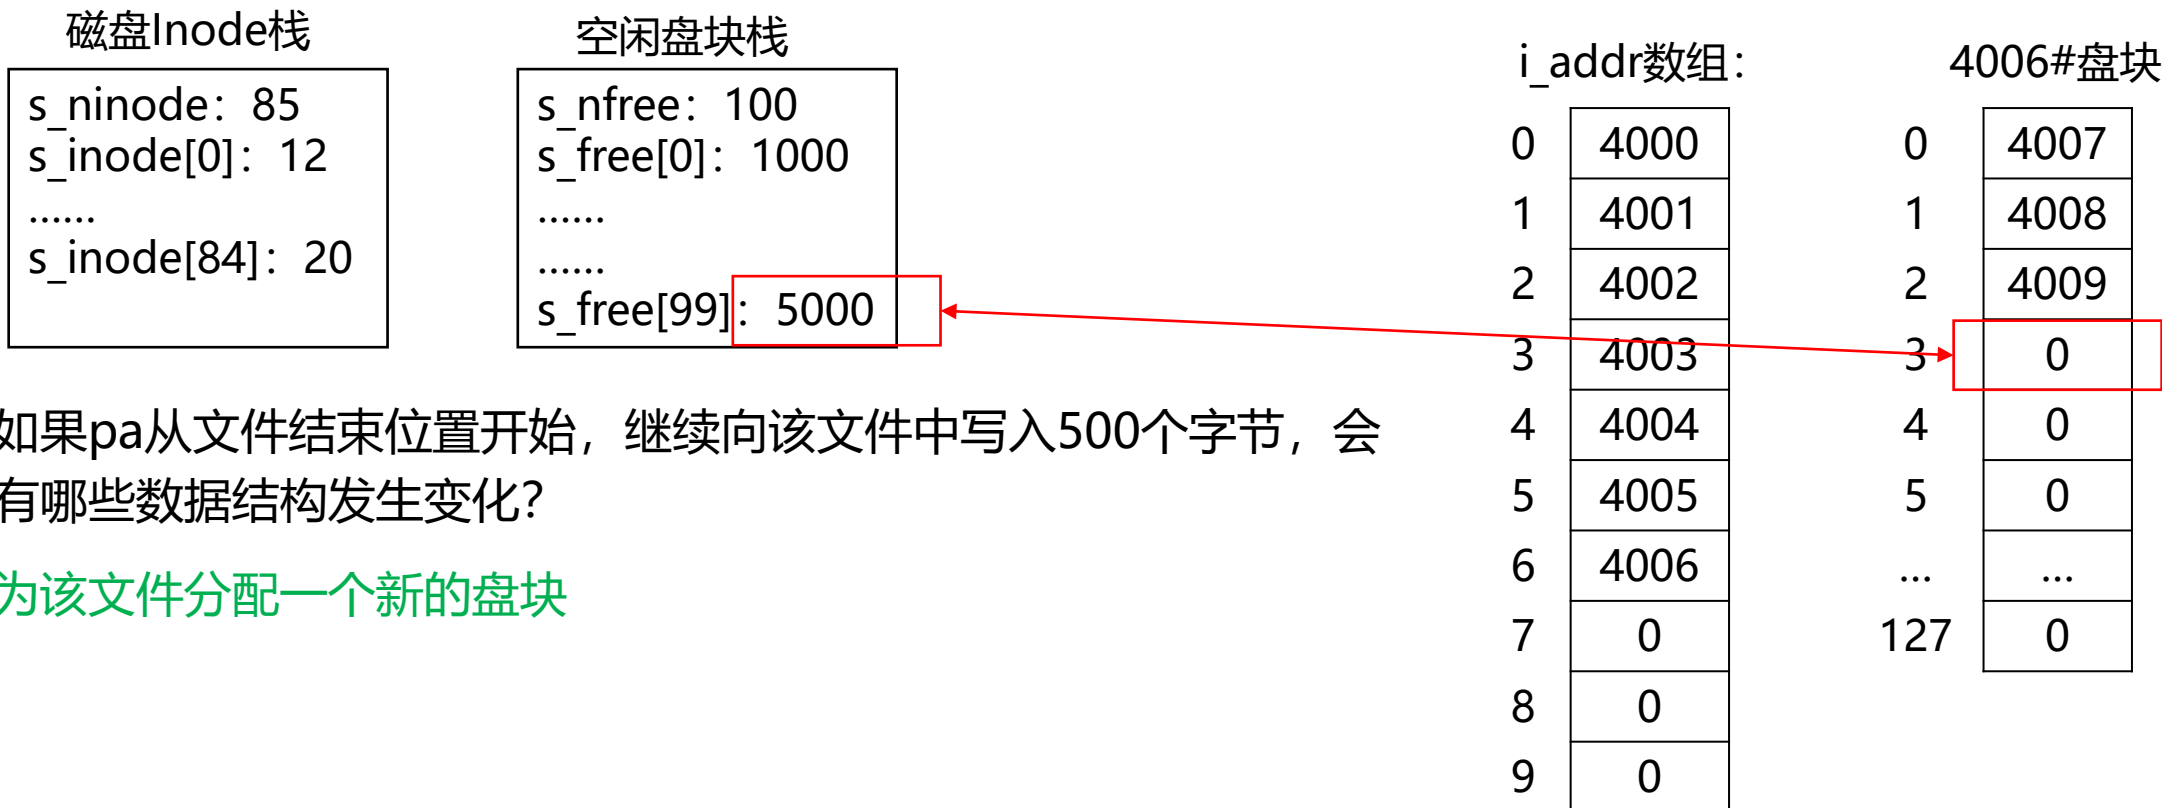 磁盘Inode栈
s_ninode：85
s_inode[0]：12
……
s_inode[84]：20
空闲盘块栈
s_nfree：100
s_free[0]：1000
……
……
s_free[99]：5000
如果pa从文件结束位置开始，继续向该文件中写入500个字节，会
有哪些数据结构发生变化？
为该文件分配一个新的盘块
i_addr数组：
0 4000
1 4001
2 4002
3 4003
4 4004
5 4005
6 4006
7 0
8 0
9 0
4006#盘块
0 4007
1 4008
2 4009
3 0
4 0
5 0
... ...
127 0